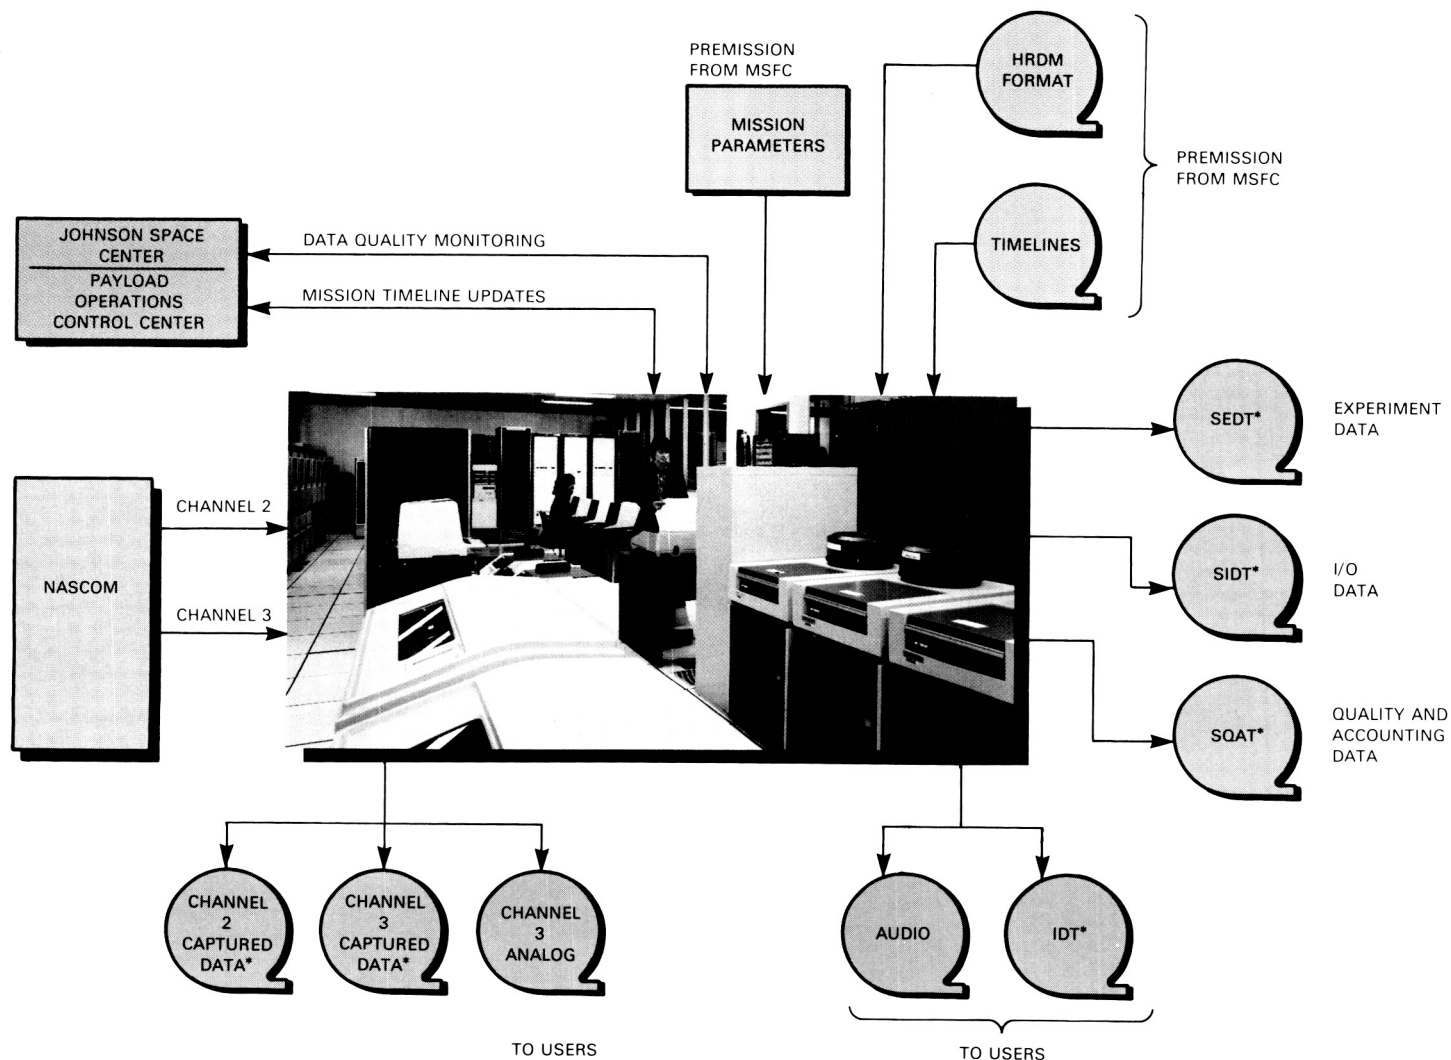 PREMISSION
FROM MSFC
MISSION
PARAMETERS
HRDM
FORMAT
TIMELINES
PREMISSION
FROM MSFC
JOHNSON SPACE
CENTER
PAYLOAD
OPERATIONS
CONTROL CENTER
DATA QUALITY MONITORING
MISSION TIMELINE UPDATES
NASCOM
CHANNEL 2
CHANNEL 3
SEDT*
EXPERIMENT
DATA
SIDT*
I/O
DATA
SQAT*
QUALITY AND
ACCOUNTING
DATA
CHANNEL
2
CAPTURED
DATA*
CHANNEL
3
CAPTURED
DATA*
CHANNEL
3
ANALOG
TO USERS
AUDIO
IDT*
TO USERS